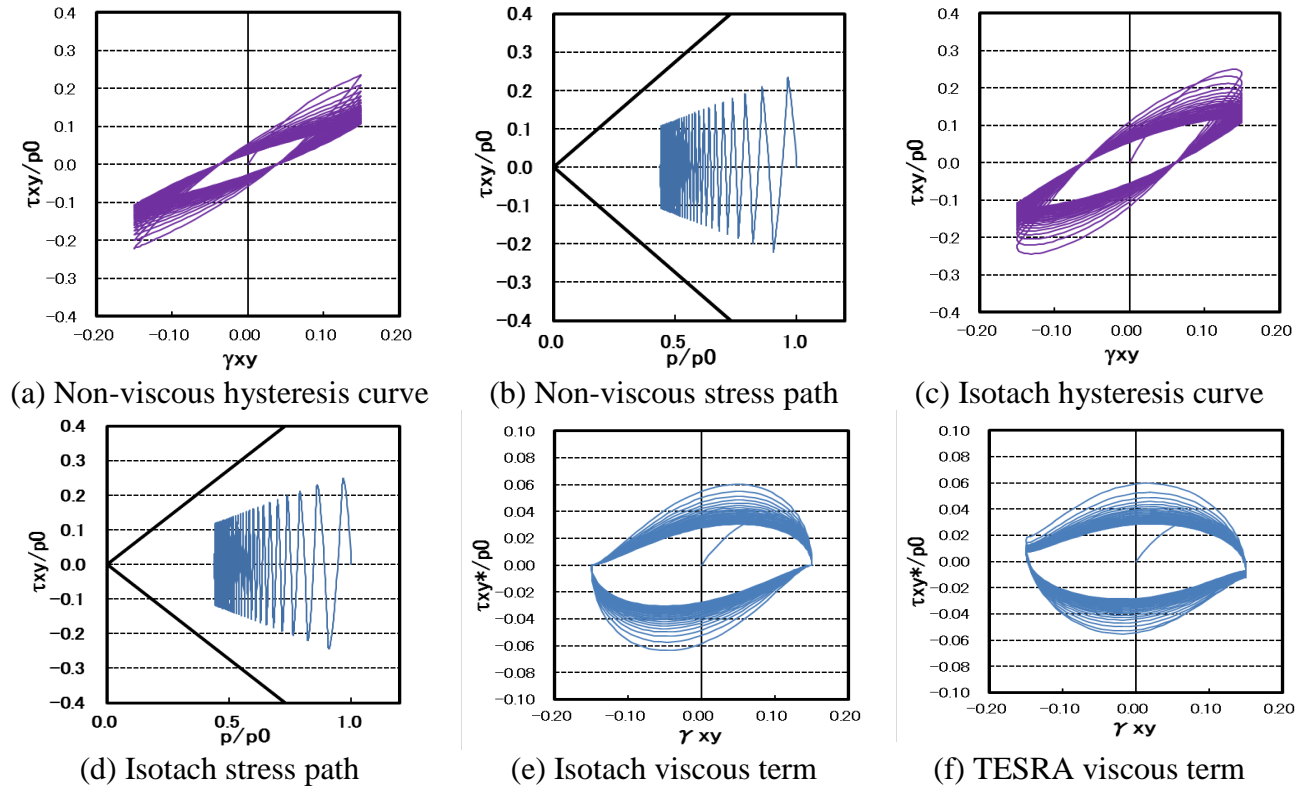 0.4
0.3
0.2
0.1
0.0
−0.1
−0.2
−0.3
−0.4
τxy/p0
−0.20 −0.10 0.00 0.10 0.20
γxy
(a) Non-viscous hysteresis curve
0.4
0.3
0.2
0.1
0.0
−0.1
−0.2
−0.3
−0.4
τxy/p0
0.0 0.5 1.0
p/p0
(b) Non-viscous stress path
0.4
0.3
0.2
0.1
0.0
−0.1
−0.2
−0.3
−0.4
τxy/p0
−0.20 −0.10 0.00 0.10 0.20
γxy
(c) Isotach hysteresis curve
0.4
0.3
0.2
0.1
0.0
−0.1
−0.2
−0.3
−0.4
τxy/p0
0.0 0.5 1.0
p/p0
(d) Isotach stress path
0.10
0.08
0.06
0.04
0.02
0.00
−0.02
−0.04
−0.06
−0.08
−0.10
τxy*/p0
−0.20 −0.10 0.00 0.10 0.20
γ xy
(e) Isotach viscous term
0.10
0.08
0.06
0.04
0.02
0.00
−0.02
−0.04
−0.06
−0.08
−0.10
τxy*/p0
−0.20 −0.10 0.00 0.10 0.20
γ xy
(f) TESRA viscous term